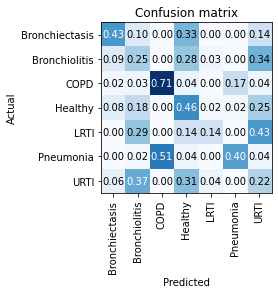 Confusion matrix
Actual
Bronchiectasis 0.43 0.10 0.00 0.33 0.00 0.00 0.14
Bronchiolitis 0.09 0.25 0.00 0.28 0.03 0.00 0.34
COPD 0.02 0.03 0.71 0.04 0.00 0.17 0.04
Healthy 0.08 0.18 0.00 0.46 0.02 0.02 0.25
LRTI 0.00 0.29 0.00 0.14 0.14 0.00 0.43
Pneumonia 0.00 0.02 0.51 0.04 0.00 0.40 0.04
URTI 0.06 0.37 0.00 0.31 0.04 0.00 0.22
Bronchiectasis
Bronchiolitis
COPD
Healthy
LRTI
Pneumonia
URTI
Predicted